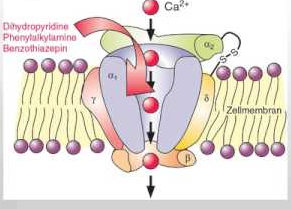 Ca²⁺
Dihydropyridine
Phenylalkylamine
Benzothiazepin
α₂
S-S
α₁
γ
δ
Zellmembran
β